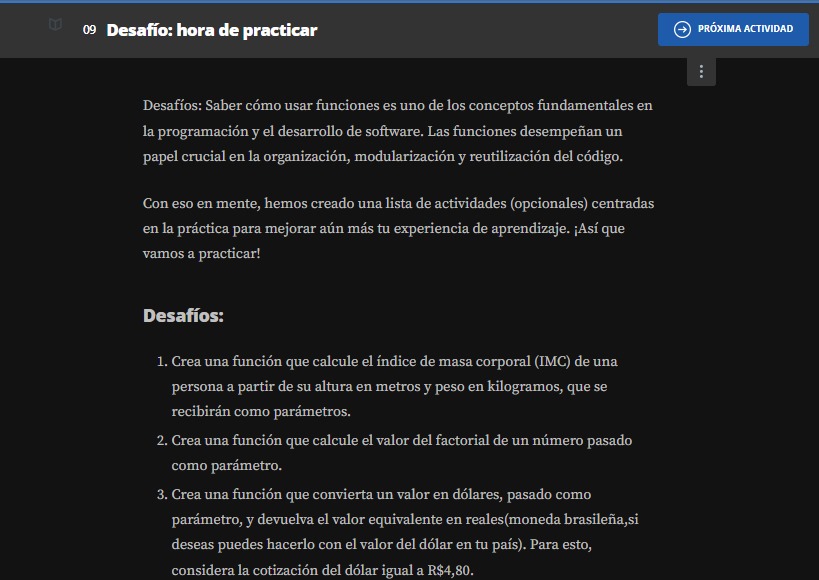 09 Desafío: hora de practicar
PRÓXIMA ACTIVIDAD
Desafíos: Saber cómo usar funciones es uno de los conceptos fundamentales en
la programación y el desarrollo de software. Las funciones desempeñan un
papel crucial en la organización, modularización y reutilización del código.
Con eso en mente, hemos creado una lista de actividades (opcionales) centradas
en la práctica para mejorar aún más tu experiencia de aprendizaje. ¡Así que
vamos a practicar!
Desafíos:
1. Crea una función que calcule el índice de masa corporal (IMC) de una
persona a partir de su altura en metros y peso en kilogramos, que se
recibirán como parámetros.
2. Crea una función que calcule el valor del factorial de un número pasado
como parámetro.
3. Crea una función que convierta un valor en dólares, pasado como
parámetro, y devuelva el valor equivalente en reales(moneda brasileña,si
deseas puedes hacerlo con el valor del dólar en tu país). Para esto,
considera la cotización del dólar igual a R$4,80.